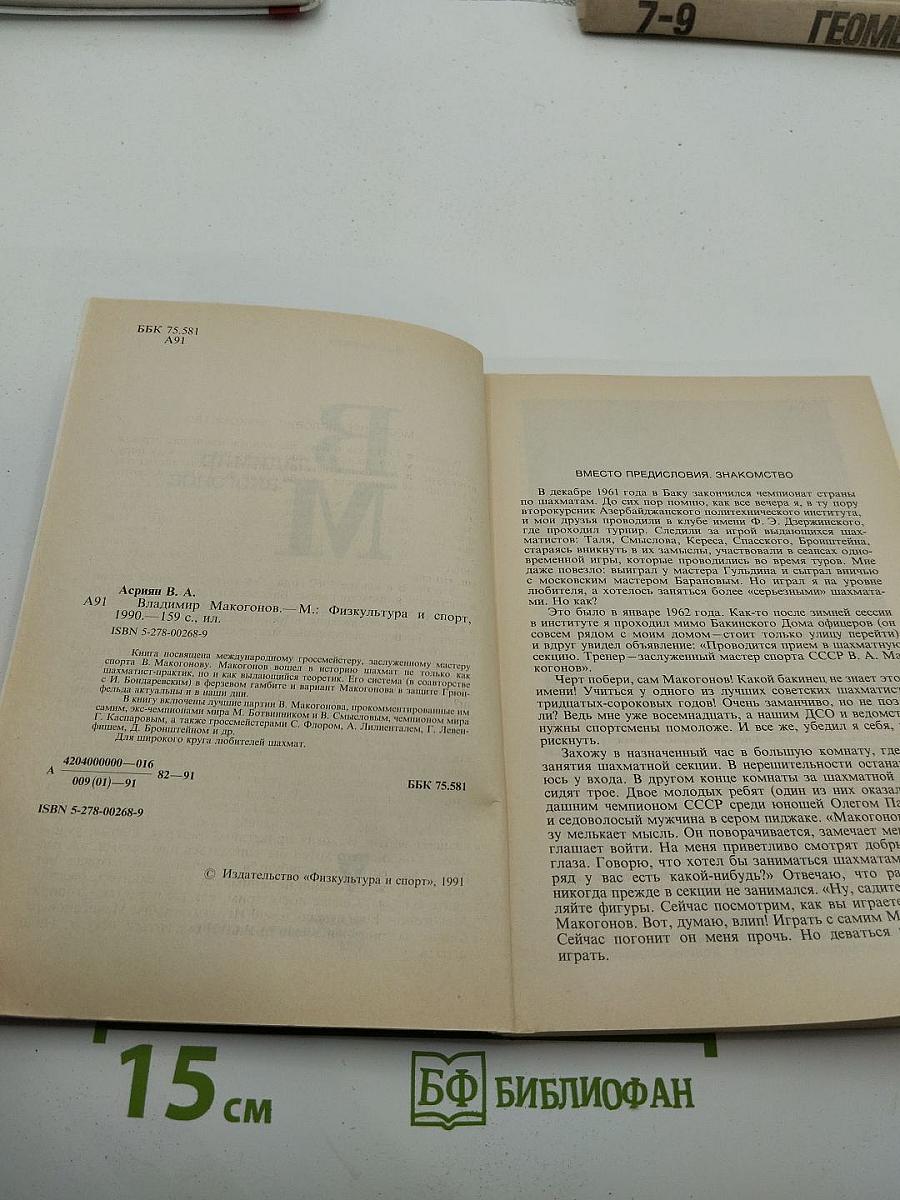 7-9
ГЕОМЕ
ББК 75.581
А91
Асриян В. А.
А91
Владимир Макогонов.— М.: Физкультура и спорт,
1990.—159 с., ил.
ISBN 5-278-00268-9
Книга посвящена международному гроссмейстеру, заслуженному мастеру
спорта В. Макогонову. Макогонов вошел в историю шахмат не только как
шахматист-практик, но и как выдающийся теоретик. Его система (в соавторстве
с И. Бондаревским) в ферзевом гамбите и вариант Макогонова в защите Грюн-
фельда актуальны и в наши дни.
В книгу включены лучшие партии В. Макогонова, прокомментированные им
самим, экс-чемпионами мира М. Ботвинником и В. Смысловым, чемпионом мира
Г. Каспаровым, а также гроссмейстерами С. Флором, А. Лилиенталем, Г. Левен-
фишем, Д. Бронштейном и др.
Для широкого круга любителей шахмат.
А 4204000000—016
009(01)—91 82—91
ББК 75.581
ISBN 5-278-00268-9
© Издательство «Физкультура и спорт», 1991
ВМЕСТО ПРЕДИСЛОВИЯ. ЗНАКОМСТВО
В декабре 1961 года в Баку закончился чемпионат страны
по шахматам. До сих пор помню, как все вечера я, в ту пору
второкурсник Азербайджанского политехнического института,
и мои друзья проводили в клубе имени Ф. Э. Дзержинского,
где проходил турнир. Следили за игрой выдающихся шах-
матистов: Таля, Смыслова, Кереса, Спасского, Бронштейна,
стараясь вникнуть в их замыслы, участвовали в сеансах одно-
временной игры, которые проводились во время туров. Мне
даже повезло: выиграл у мастера Гульдина и сыграл вничью
с московским мастером Барановым. Но играл я на уровне
любителя, а хотелось заняться более «серьезными» шахмата-
ми. Но как?
Это было в январе 1962 года. Как-то после зимней сессии
в институте я проходил мимо Бакинского Дома офицеров (он
совсем рядом с моим домом—стоит только улицу перейти)
и вдруг увидел объявление: «Проводится прием в шахматную
секцию. Тренер—заслуженный мастер спорта СССР В. А. Ма
когонов».
Черт побери, сам Макогонов! Какой бакинец не знает это
имени! Учиться у одного из лучших советских шахматист
тридцатых-сороковых годов! Очень заманчиво, но не поз
ли? Ведь мне уже восемнадцать, а нашим ДСО и ведомст
нужны спортсмены помоложе. И все же, убедил я себя,
рискнуть.
Захожу в назначенный час в большую комнату, где
занятия шахматной секции. В нерешительности останa
юсь у входа. В другом конце комнаты за шахматной
сидят трое. Двое молодых ребят (один из них оказал
дашним чемпионом СССР среди юношей Олегом Па
и седоволосый мужчина в сером пиджаке. «Макогонов
зу мелькает мысль. Он поворачивается, замечает мен
глашает войти. На меня приветливо смотрят добры
глаза. Говорю, что хотел бы заниматься шахматам
ряд у вас есть какой-нибудь?» Отвечаю, что ра
никогда прежде в секции не занимался. «Ну, садите
ляйте фигуры. Сейчас посмотрим, как вы играете
Макогонов. Вот, думаю, влип! Играть с самим М
Сейчас погонит он меня прочь. Но деваться
играть.
15 см
БФ БИБЛИОФАН